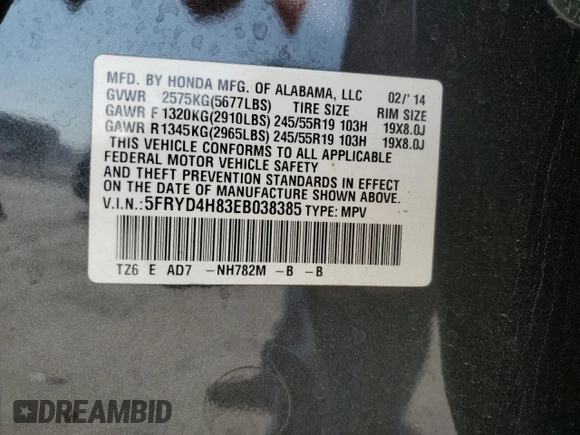 MFD. BY HONDA MFG. OF ALABAMA, LLC 02/'14
GVWR 2575KG(5677LBS) TIRE SIZE RIM SIZE
GAWR F 1320KG(2910LBS) 245/55R19 103H 19X8.0J
GAWR R 1345KG(2965LBS) 245/55R19 103H 19X8.0J
THIS VEHICLE CONFORMS TO ALL APPLICABLE
FEDERAL MOTOR VEHICLE SAFETY
AND THEFT PREVENTION STANDARDS IN EFFECT
ON THE DATE OF MANUFACTURE SHOWN ABOVE.
V.I.N.: 5FRYD4H83EB038385 TYPE: MPV
TZ6 E AD7 -NH782M -B -B
DREAMBID